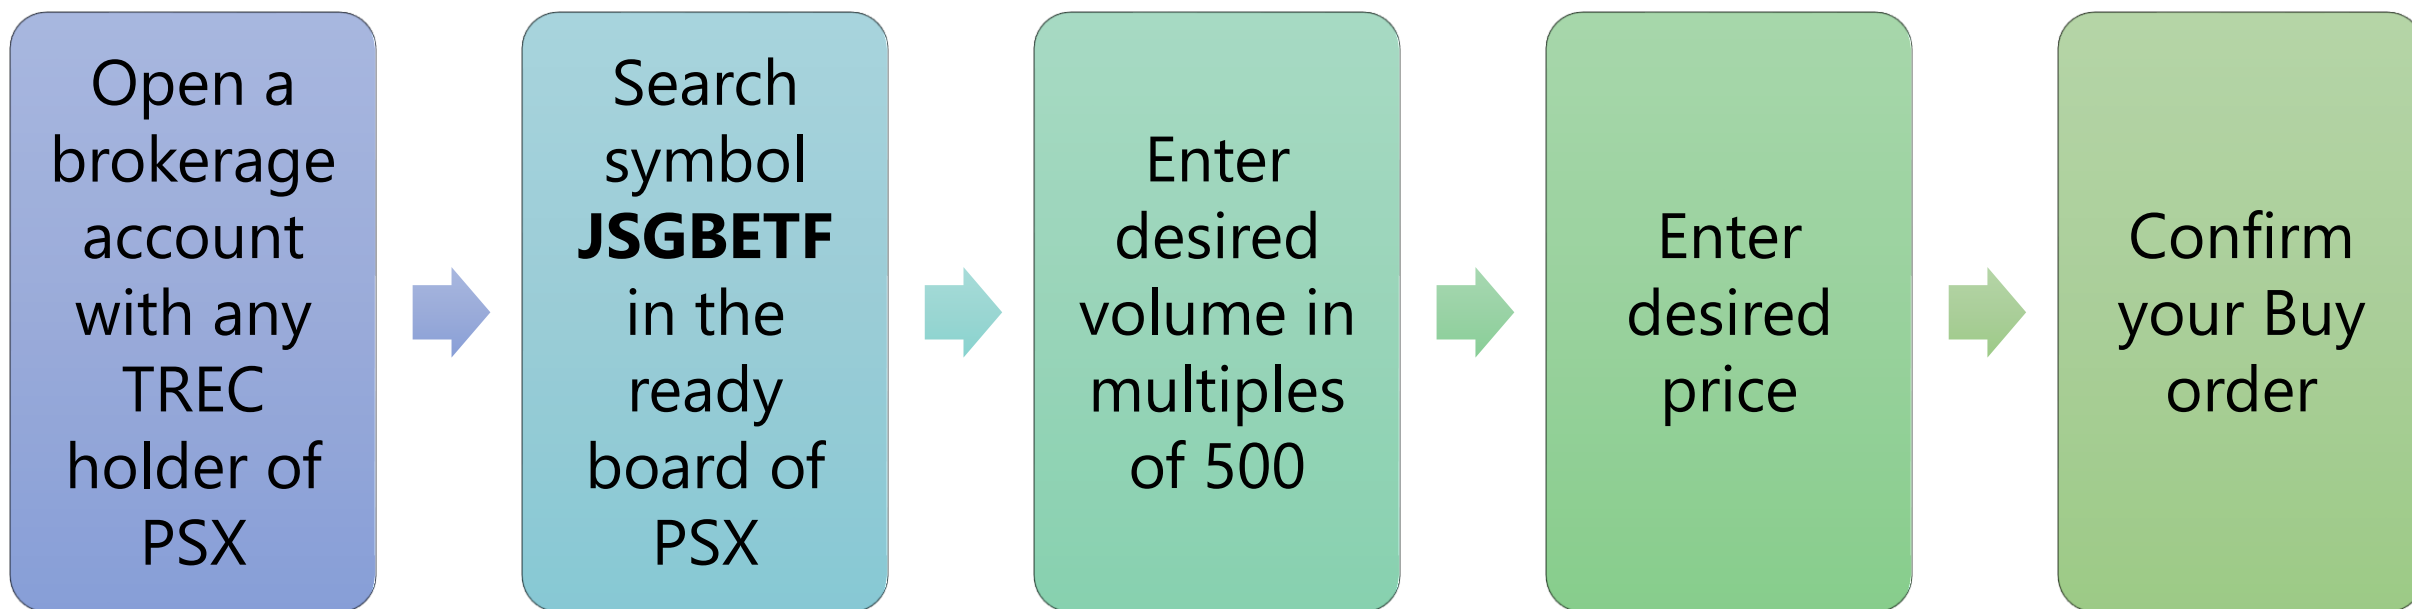 Open a
brokerage
account
with any
TREC
holder of
PSX
Search
symbol
JSGBETF
in the
ready
board of
PSX
Enter
desired
volume in
multiples
of 500
Enter
desired
price
Confirm
your Buy
order